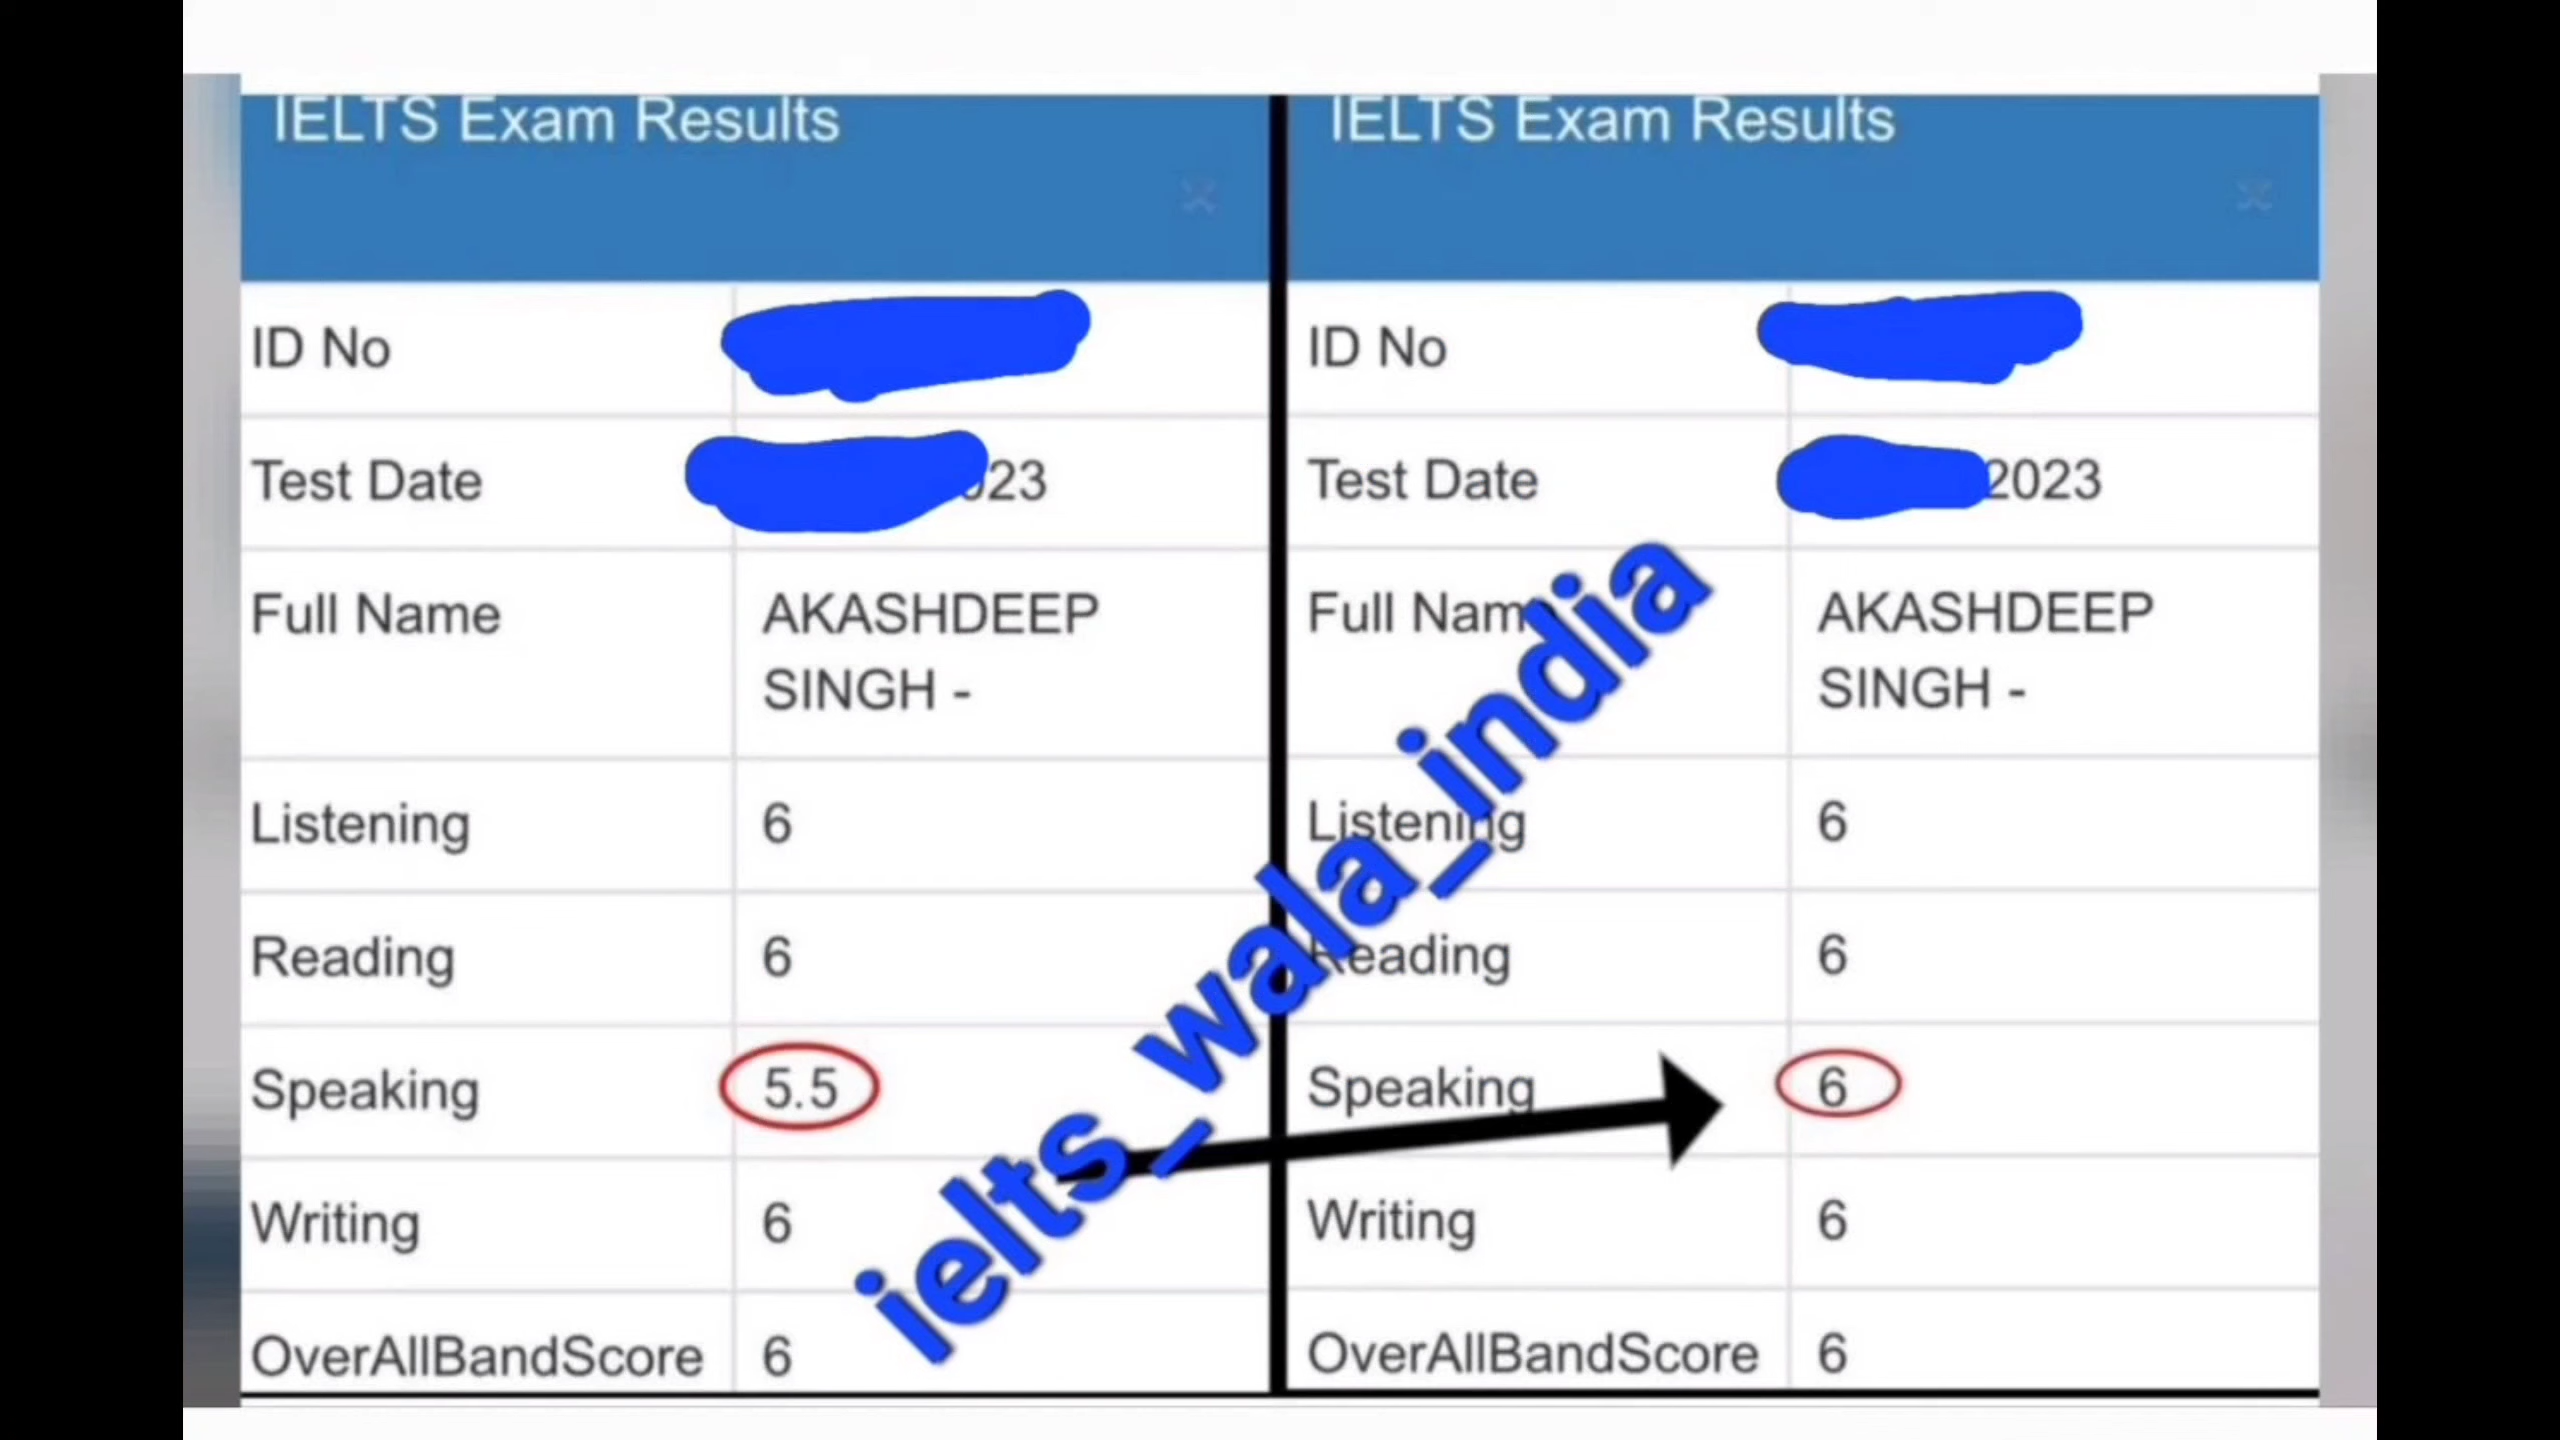 IELTS Exam Results
ID No
Test Date 023
Full Name AKASHDEEP
SINGH -
Listening 6
Reading 6
Speaking 5.5
Writing 6
OverAllBandScore 6
IELTS Exam Results
ID No
Test Date 2023
Full Name AKASHDEEP
SINGH -
Listening 6
Reading 6
Speaking 6
Writing 6
OverAllBandScore 6
ielts_wala_india